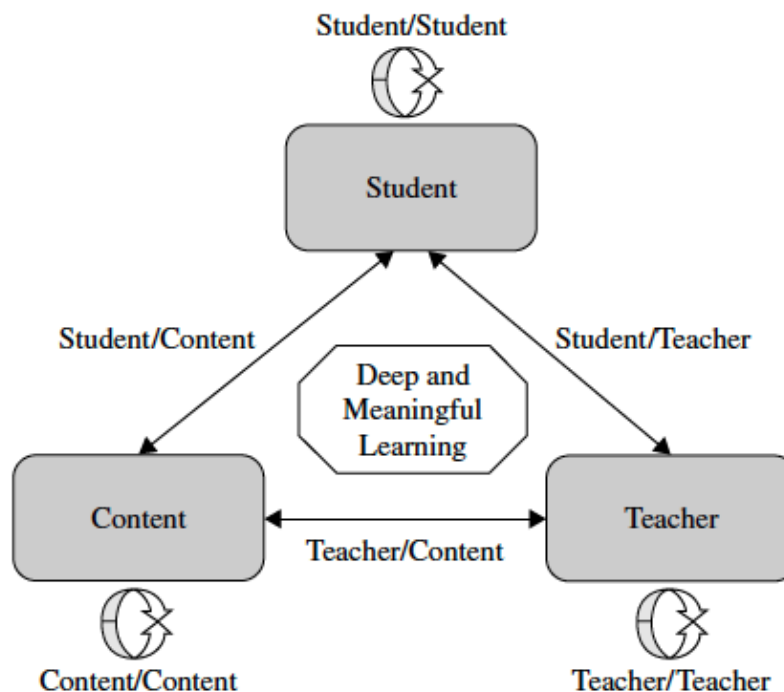 Student/Student
Student
Student/Content
Student/Teacher
Deep and
Meaningful
Learning
Content
Teacher
Teacher/Content
Content/Content
Teacher/Teacher